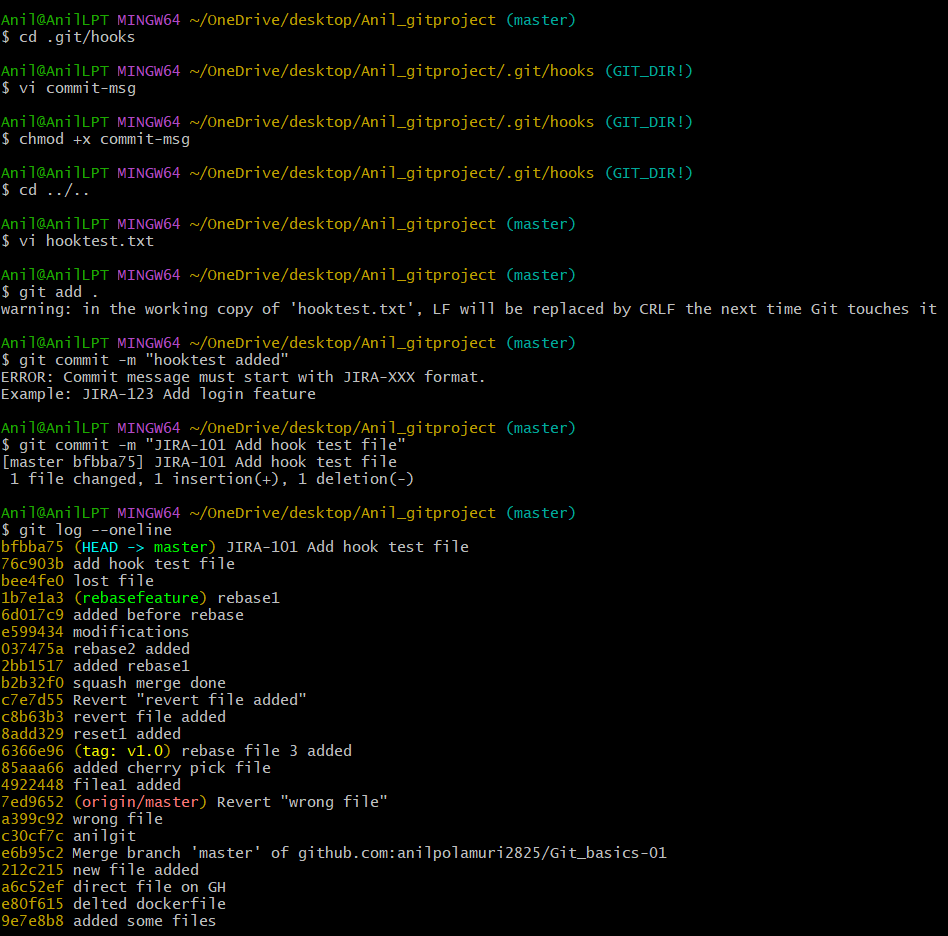 Anil@AnilLPT MINGW64 ~/OneDrive/desktop/Anil_gitproject (master)
$ cd .git/hooks
Anil@AnilLPT MINGW64 ~/OneDrive/desktop/Anil_gitproject/.git/hooks (GIT_DIR!)
$ vi commit-msg
Anil@AnilLPT MINGW64 ~/OneDrive/desktop/Anil_gitproject/.git/hooks (GIT_DIR!)
$ chmod +x commit-msg
Anil@AnilLPT MINGW64 ~/OneDrive/desktop/Anil_gitproject/.git/hooks (GIT_DIR!)
$ cd ../..
Anil@AnilLPT MINGW64 ~/OneDrive/desktop/Anil_gitproject (master)
$ vi hooktest.txt
Anil@AnilLPT MINGW64 ~/OneDrive/desktop/Anil_gitproject (master)
$ git add .
warning: in the working copy of 'hooktest.txt', LF will be replaced by CRLF the next time Git touches it
Anil@AnilLPT MINGW64 ~/OneDrive/desktop/Anil_gitproject (master)
$ git commit -m "hooktest added"
ERROR: Commit message must start with JIRA-XXX format.
Example: JIRA-123 Add login feature
Anil@AnilLPT MINGW64 ~/OneDrive/desktop/Anil_gitproject (master)
$ git commit -m "JIRA-101 Add hook test file"
[master bfbba75] JIRA-101 Add hook test file
1 file changed, 1 insertion(+), 1 deletion(-)
Anil@AnilLPT MINGW64 ~/OneDrive/desktop/Anil_gitproject (master)
$ git log --oneline
bfbba75 (HEAD -> master) JIRA-101 Add hook test file
76c903b add hook test file
bee4fe0 lost file
1b7e1a3 (rebasefeature) rebase1
6d017c9 added before rebase
e599434 modifications
037475a rebase2 added
2bb1517 added rebase1
b2b32f0 squash merge done
c7e7d55 Revert "revert file added"
c8b63b3 revert file added
8add329 reset1 added
6366e96 (tag: v1.0) rebase file 3 added
85aaa66 added cherry pick file
4922448 filea1 added
7ed9652 (origin/master) Revert "wrong file"
a399c92 wrong file
c30cf7c anilgit
e6b95c2 Merge branch 'master' of github.com:anilpolamuri2825/Git_basics-01
212c215 new file added
a6c52ef direct file on GH
e80f615 delted dockerfile
9e7e8b8 added some files